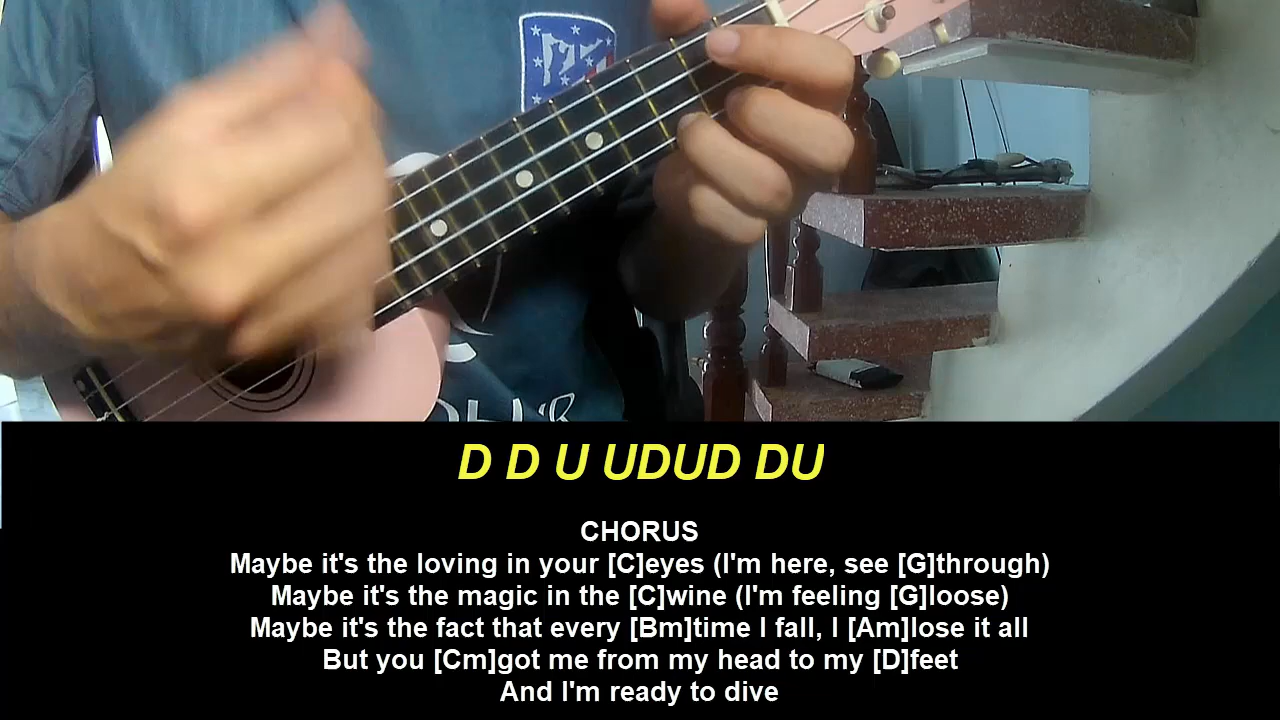 D D U UDUD DU
CHORUS
Maybe it's the loving in your [C]eyes (I'm here, see [G]through)
Maybe it's the magic in the [C]wine (I'm feeling [G]loose)
Maybe it's the fact that every [Bm]time I fall, I [Am]lose it all
But you [Cm]got me from my head to my [D]feet
And I'm ready to dive